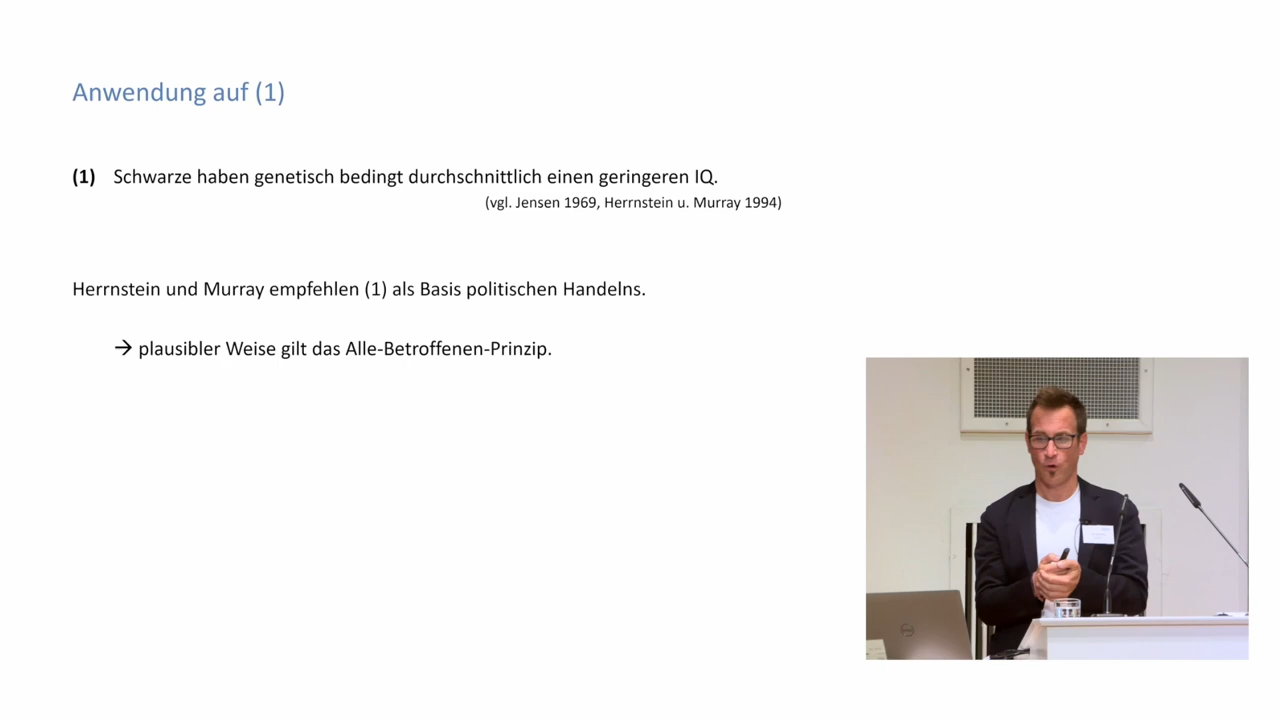 Anwendung auf (1)
(1) Schwarze haben genetisch bedingt durchschnittlich einen geringeren IQ.
(vgl. Jensen 1969, Herrnstein u. Murray 1994)
Herrnstein und Murray empfehlen (1) als Basis politischen Handelns.
→ plausibler Weise gilt das Alle-Betroffenen-Prinzip.